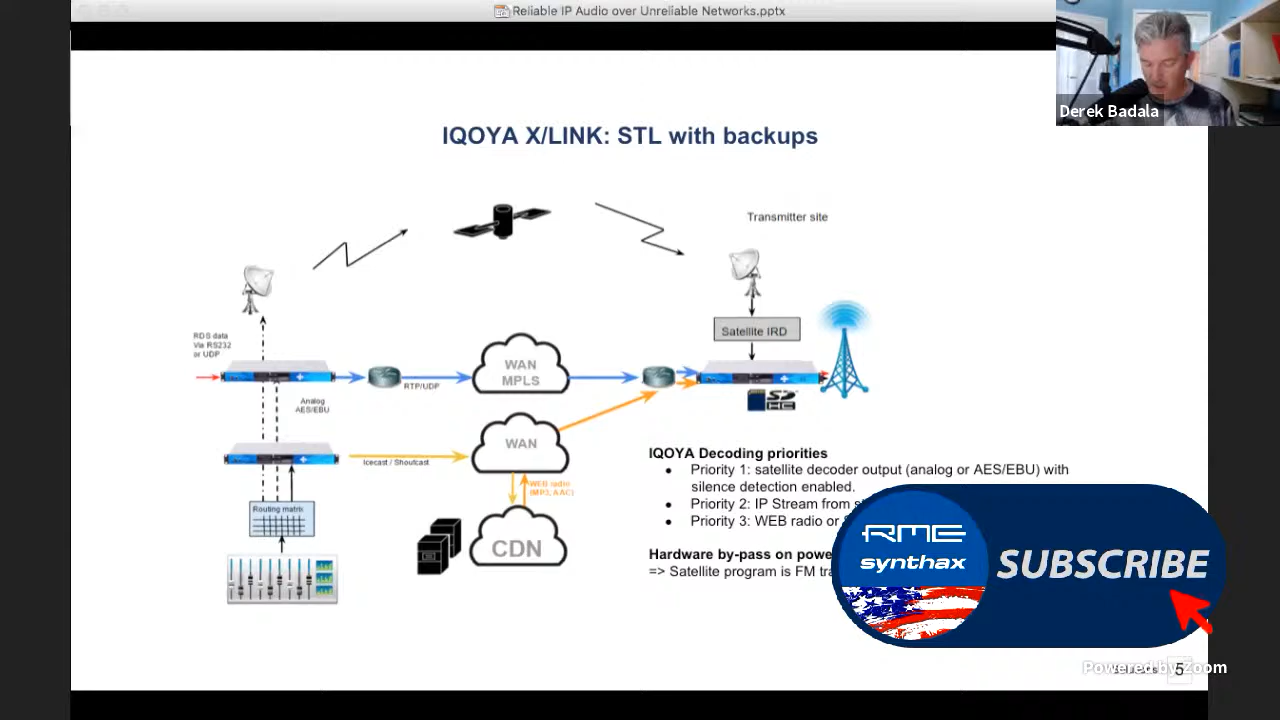 Reliable IP Audio over Unreliable Networks.pptx
Derek Badala
IQOYA X/LINK: STL with backups
Transmitter site
Satellite IRD
RDS data
Via RS232
or UDP
WAN
MPLS
RTP/UDP
Analog
AES/EBU
WAN
Icecast / Shoutcast
WEB radio
(MP3, AAC)
Routing matrix
CDN
SD
HC
IQOYA Decoding priorities
Priority 1: satellite decoder output (analog or AES/EBU) with
silence detection enabled.
Priority 2: IP Stream from
Priority 3: WEB radio or
Hardware by-pass on
=> Satellite program is FM
RME
synthax
SUBSCRIBE
Powered by Zoom
5